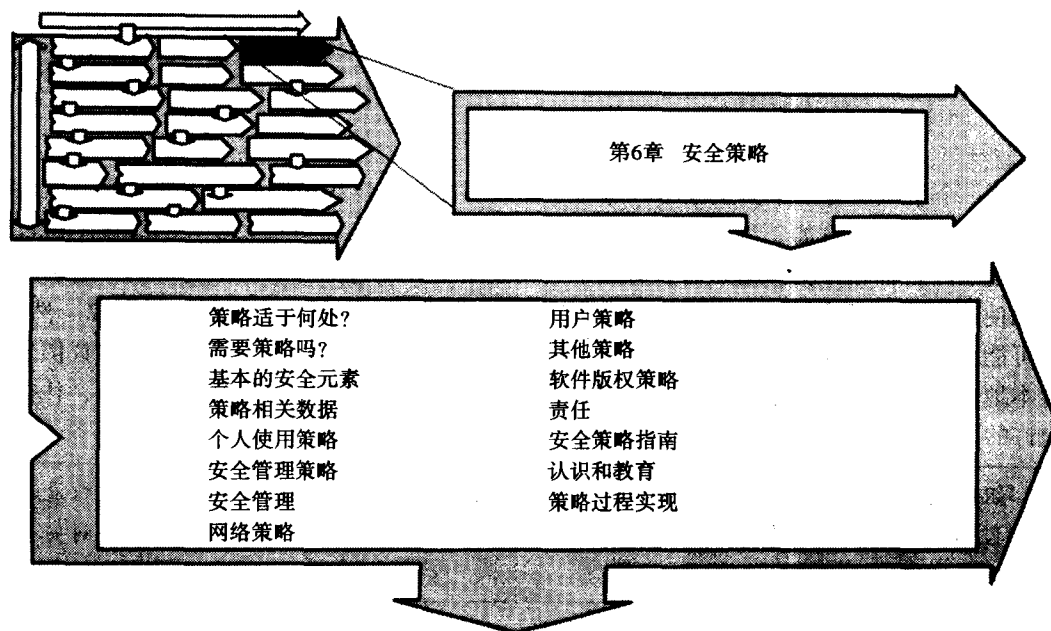 第6章 安全策略
策略适于何处?
需要策略吗?
基本的安全元素
策略相关数据
个人使用策略
安全管理策略
安全管理
网络策略
用户策略
其他策略
软件版权策略
责任
安全策略指南
认识和教育
策略过程实现